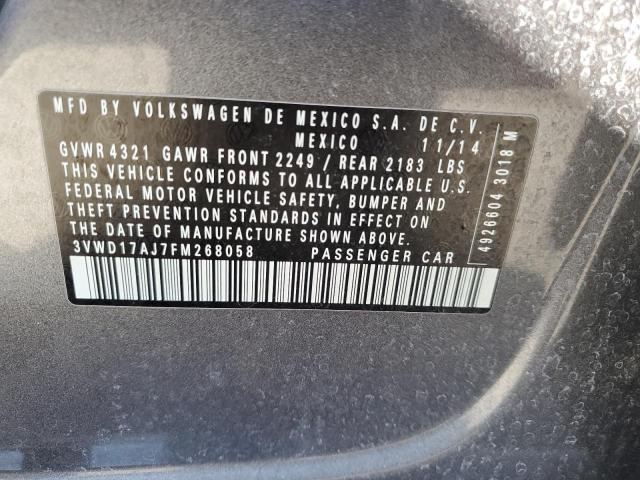 MFD BY VOLKSWAGEN DE MEXICO S.A. DE C.V.
MEXICO 11/14
GVWR 4321 GAWR FRONT 2249 / REAR 2183 LBS
THIS VEHICLE CONFORMS TO ALL APPLICABLE U.S.
FEDERAL MOTOR VEHICLE SAFETY, BUMPER AND
THEFT PREVENTION STANDARDS IN EFFECT ON
THE DATE OF MANUFACTURE SHOWN ABOVE.
3VWD17AJ7FM268058 PASSENGER CAR
4926604 3018 M